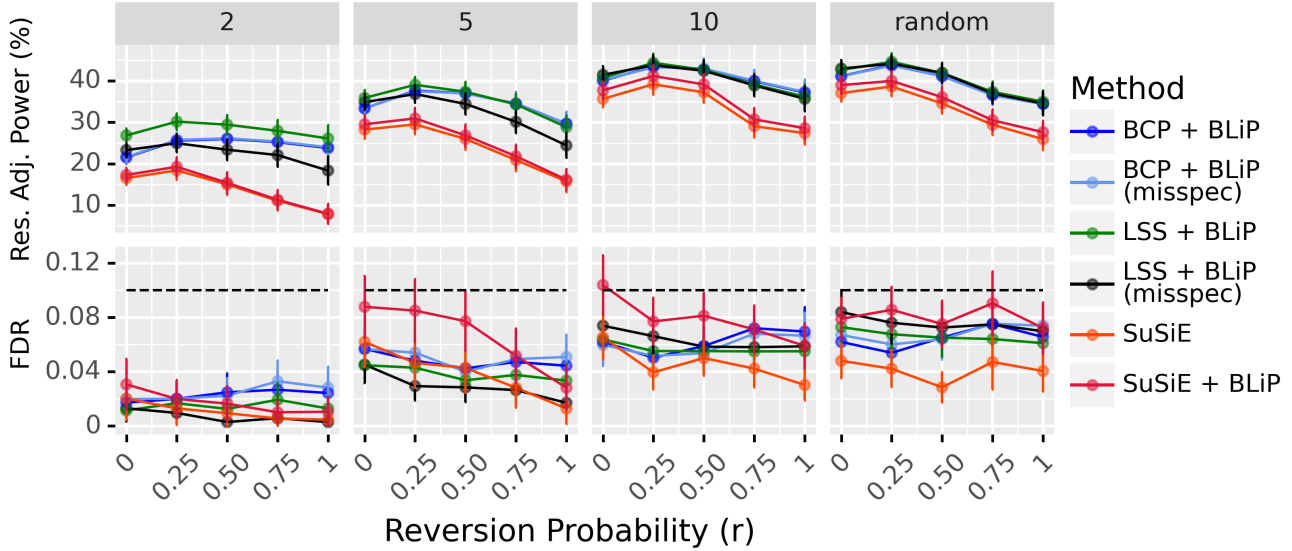 2 5 10 random
Res. Adj. Power (%)
40
30
20
10
FDR
0.12
0.08
0.04
0
0 0.25 0.50 0.75 1 0 0.25 0.50 0.75 1 0 0.25 0.50 0.75 1 0 0.25 0.50 0.75 1
Reversion Probability (r)
Method
BCP + BLiP
BCP + BLiP
(misspec)
LSS + BLiP
LSS + BLiP
(misspec)
SuSiE
SuSiE + BLiP